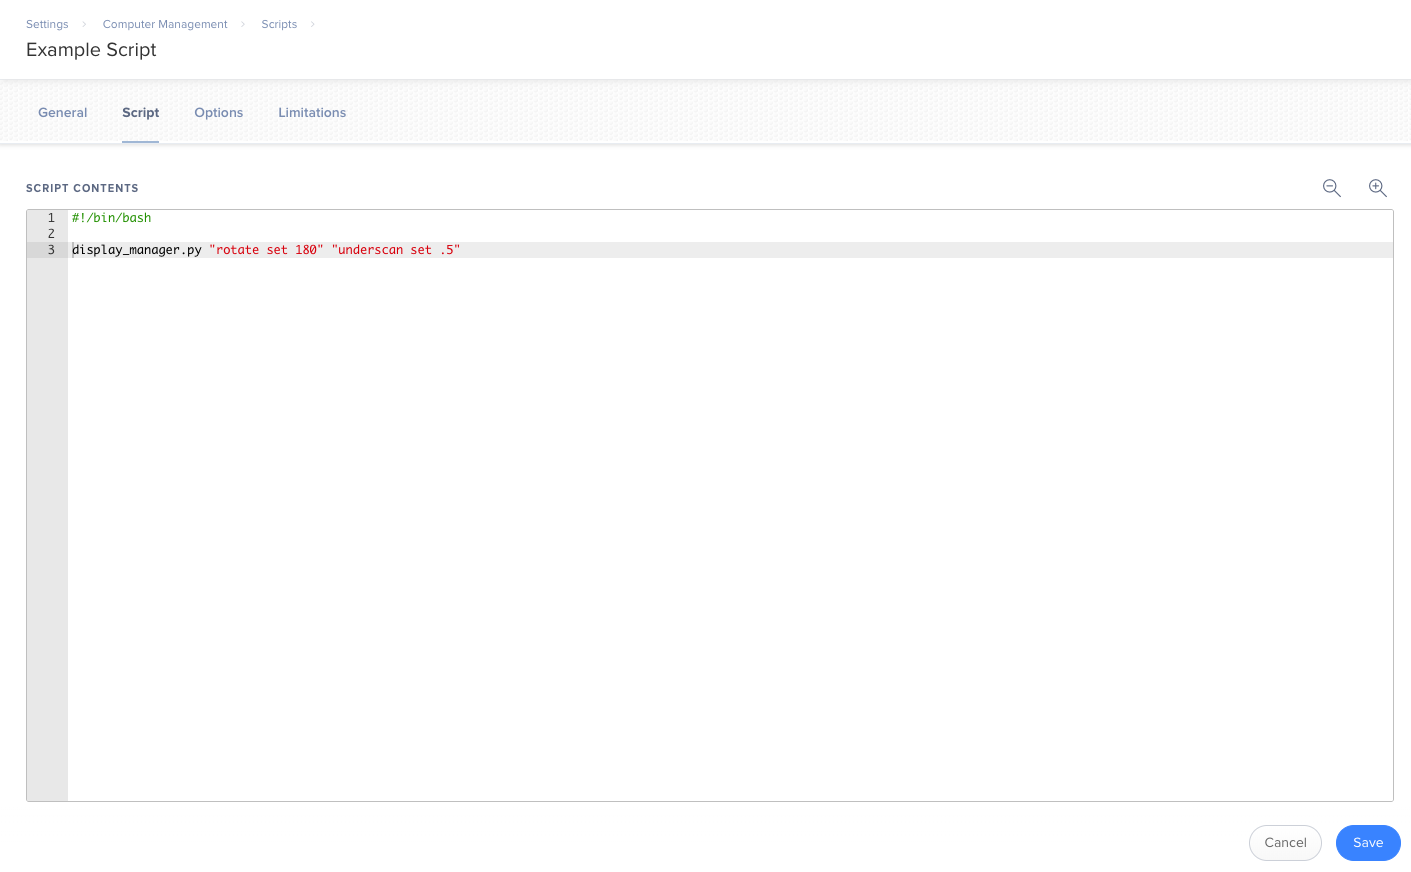 Settings > Computer Management > Scripts >
Example Script
General Script Options Limitations
SCRIPT CONTENTS
1 #!/bin/bash
2
3 display_manager.py "rotate set 180" "underscan set .5"
Cancel Save